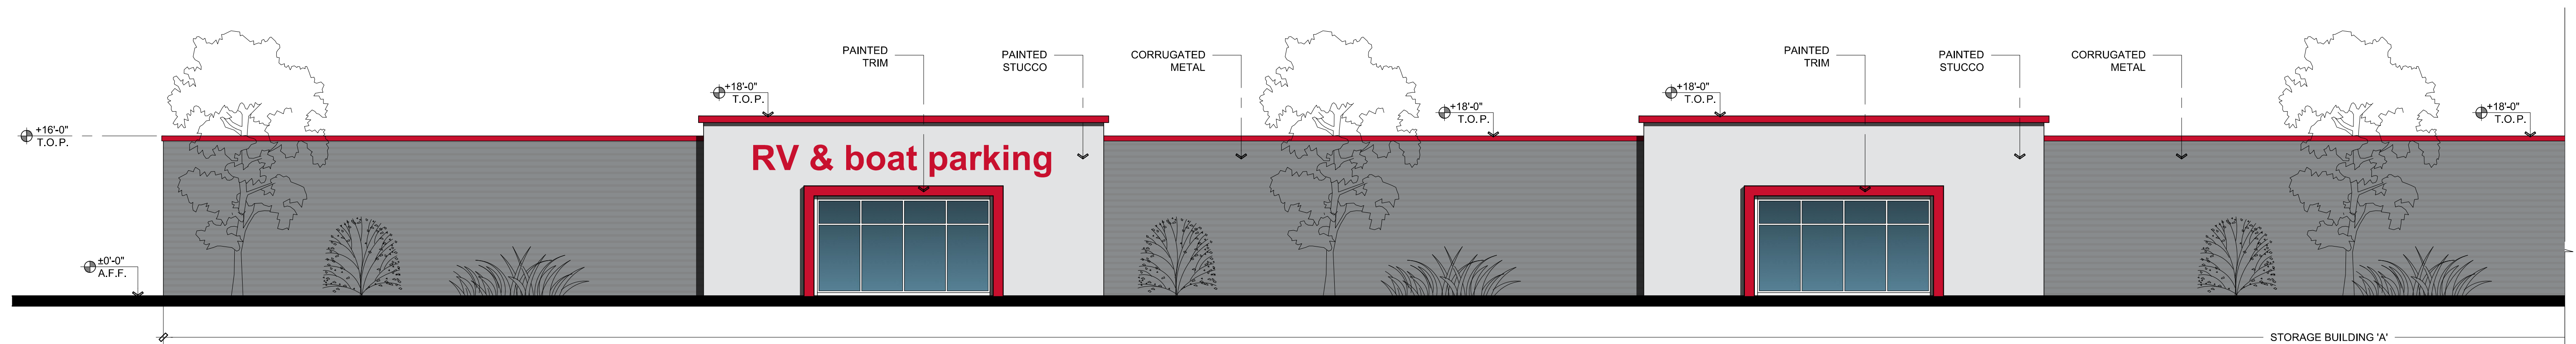 +16'-0"
T.O.P.
±0'-0"
A.F.F.
+18'-0"
T.O.P.
PAINTED
TRIM
PAINTED
STUCCO
CORRUGATED
METAL
RV & boat parking
+18'-0"
T.O.P.
+18'-0"
T.O.P.
PAINTED
TRIM
PAINTED
STUCCO
CORRUGATED
METAL
+18'-0"
T.O.P.
STORAGE BUILDING 'A'